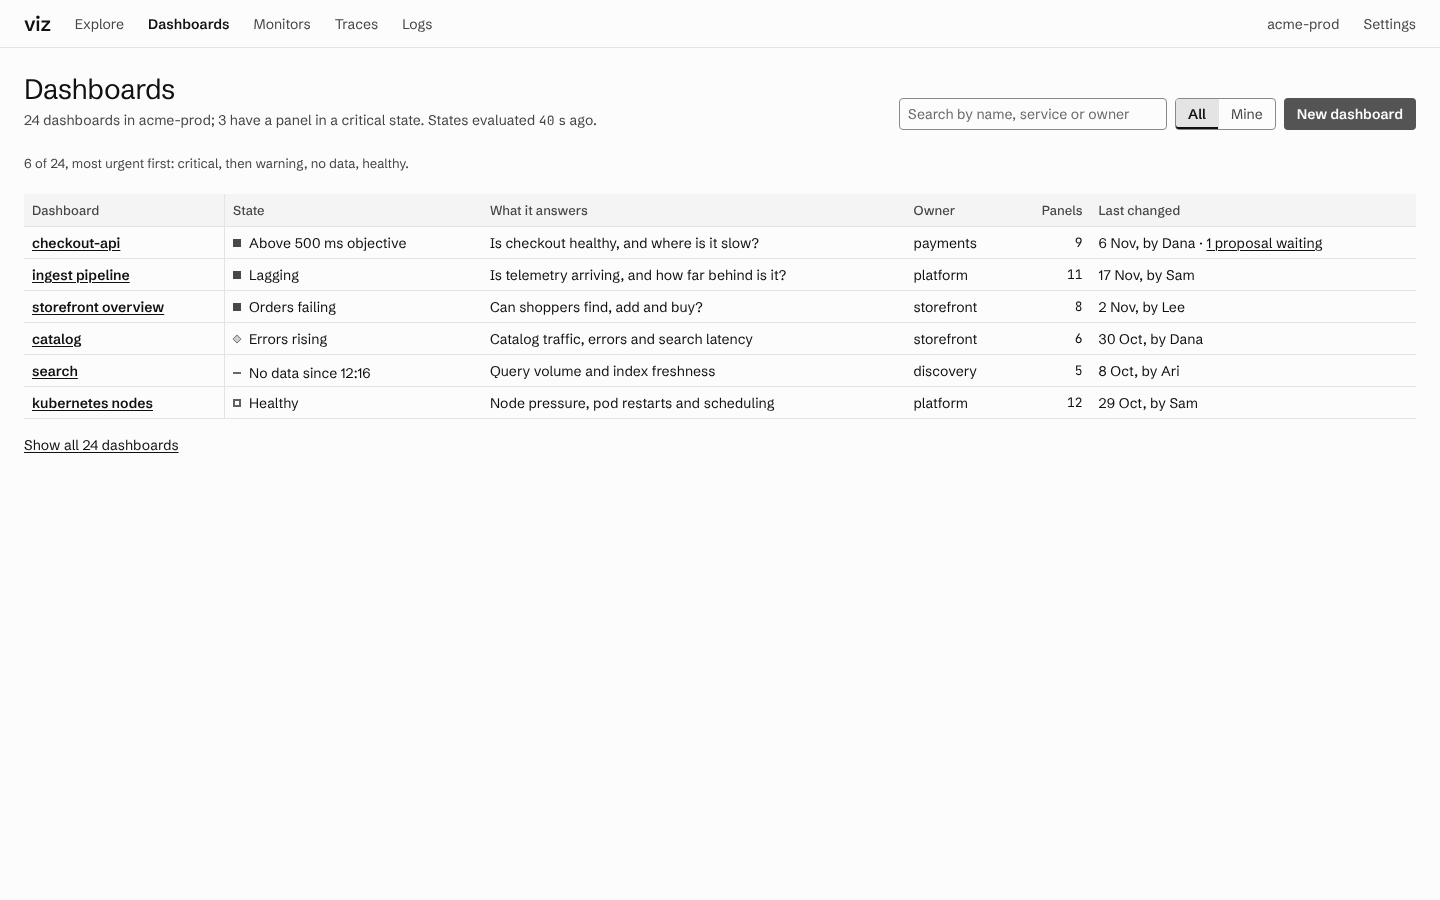 viz Explore Dashboards Monitors Traces Logs acme-prod Settings
Dashboards
24 dashboards in acme-prod; 3 have a panel in a critical state. States evaluated 40 s ago.
Search by name, service or owner All Mine New dashboard
6 of 24, most urgent first: critical, then warning, no data, healthy.
Dashboard State What it answers Owner Panels Last changed
checkout-api Above 500 ms objective Is checkout healthy, and where is it slow? payments 9 6 Nov, by Dana · 1 proposal waiting
ingest pipeline Lagging Is telemetry arriving, and how far behind is it? platform 11 17 Nov, by Sam
storefront overview Orders failing Can shoppers find, add and buy? storefront 8 2 Nov, by Lee
catalog Errors rising Catalog traffic, errors and search latency storefront 6 30 Oct, by Dana
search No data since 12:16 Query volume and index freshness discovery 5 8 Oct, by Ari
kubernetes nodes Healthy Node pressure, pod restarts and scheduling platform 12 29 Oct, by Sam
Show all 24 dashboards